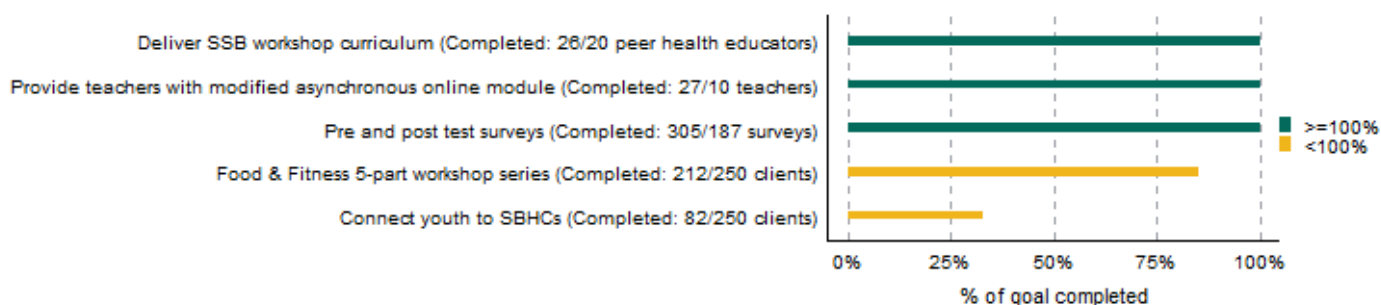 Deliver SSB workshop curriculum (Completed: 26/20 peer health educators)
Provide teachers with modified asynchronous online module (Completed: 27/10 teachers)
Pre and post test surveys (Completed: 305/187 surveys)
Food & Fitness 5-part workshop series (Completed: 212/250 clients)
Connect youth to SBHCs (Completed: 82/250 clients)
>=100%
<100%
0% 25% 50% 75% 100%
% of goal completed